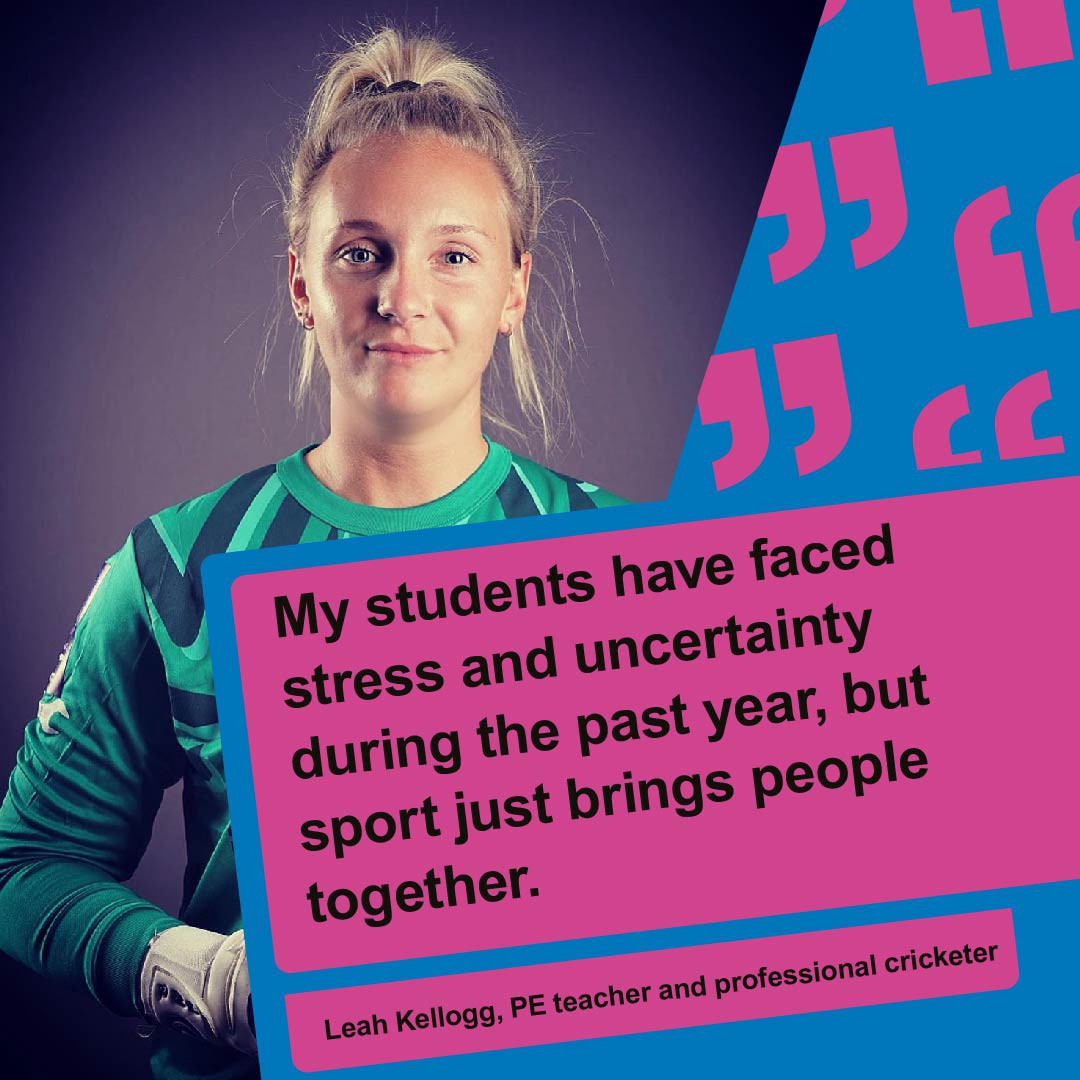 My students have faced
stress and uncertainty
during the past year, but
sport just brings people
together.
Leah Kellogg, PE teacher and professional cricketer